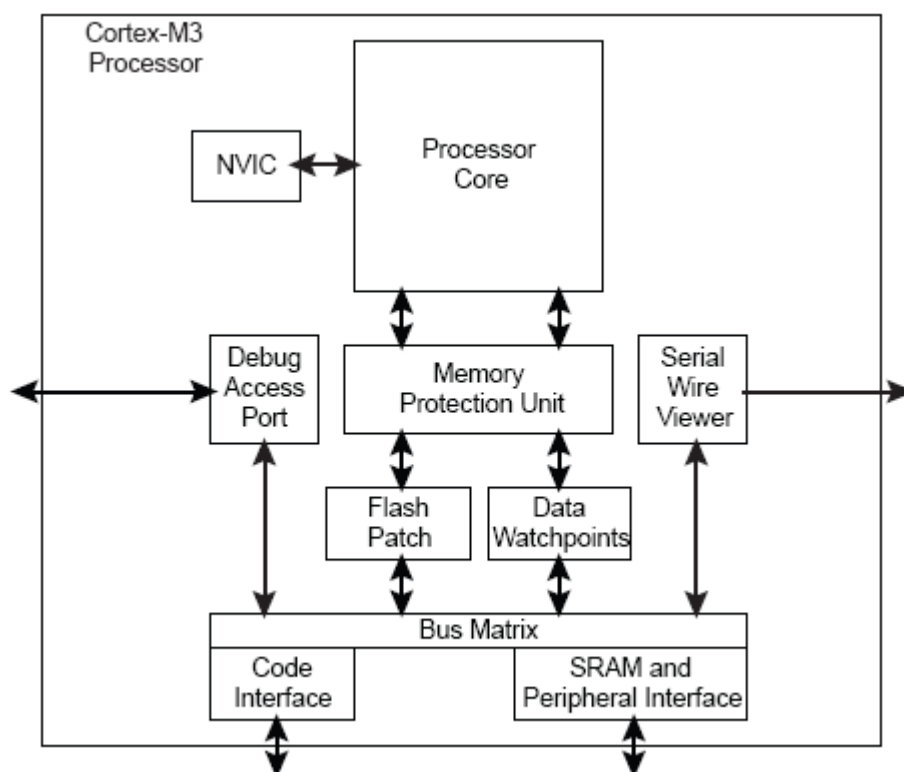 Cortex-M3
Processor
Processor
Core
NVIC
Debug
Access
Port
Memory
Protection Unit
Serial
Wire
Viewer
Flash
Patch
Data
Watchpoints
Bus Matrix
Code
Interface
SRAM and
Peripheral Interface